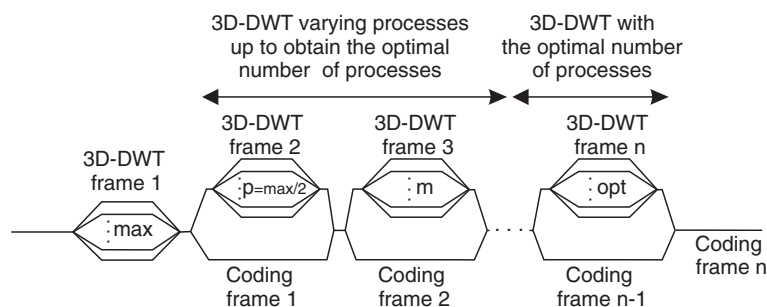 3D-DWT varying processes
up to obtain the optimal
number of processes
3D-DWT with
the optimal number
of processes
3D-DWT
frame 1
3D-DWT
frame 2
3D-DWT
frame 3
3D-DWT
frame n
max
p=max/2
m
opt
Coding
frame 1
Coding
frame 2
Coding
frame n-1
Coding
frame n